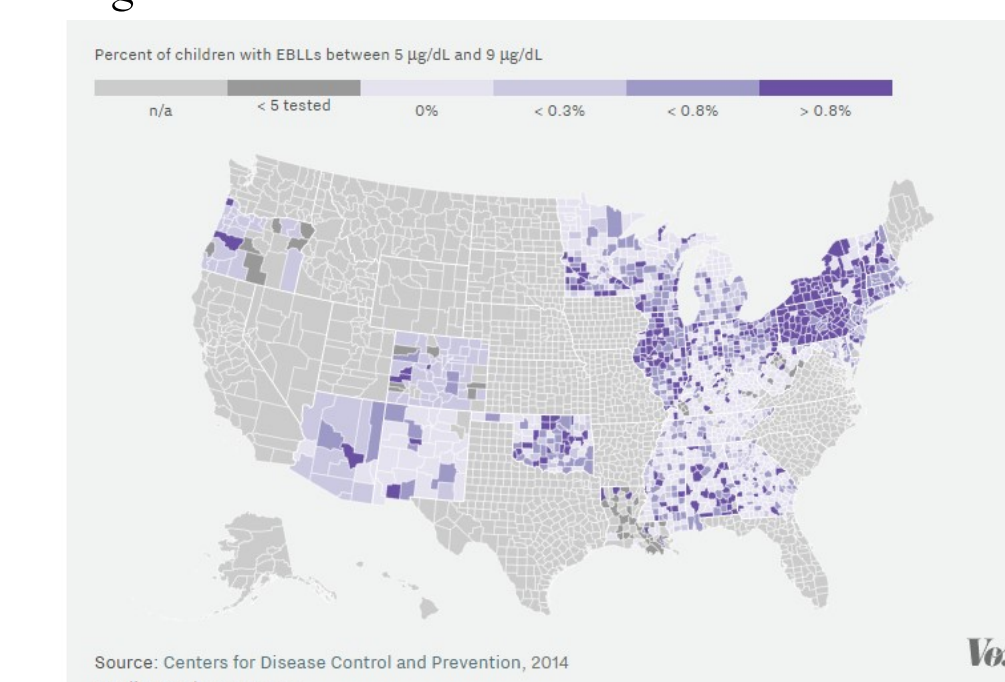 Percent of children with EBLLs between 5 µg/dL and 9 µg/dL
n/a < 5 tested 0% < 0.3% < 0.8% > 0.8%
Source: Centers for Disease Control and Prevention, 2014